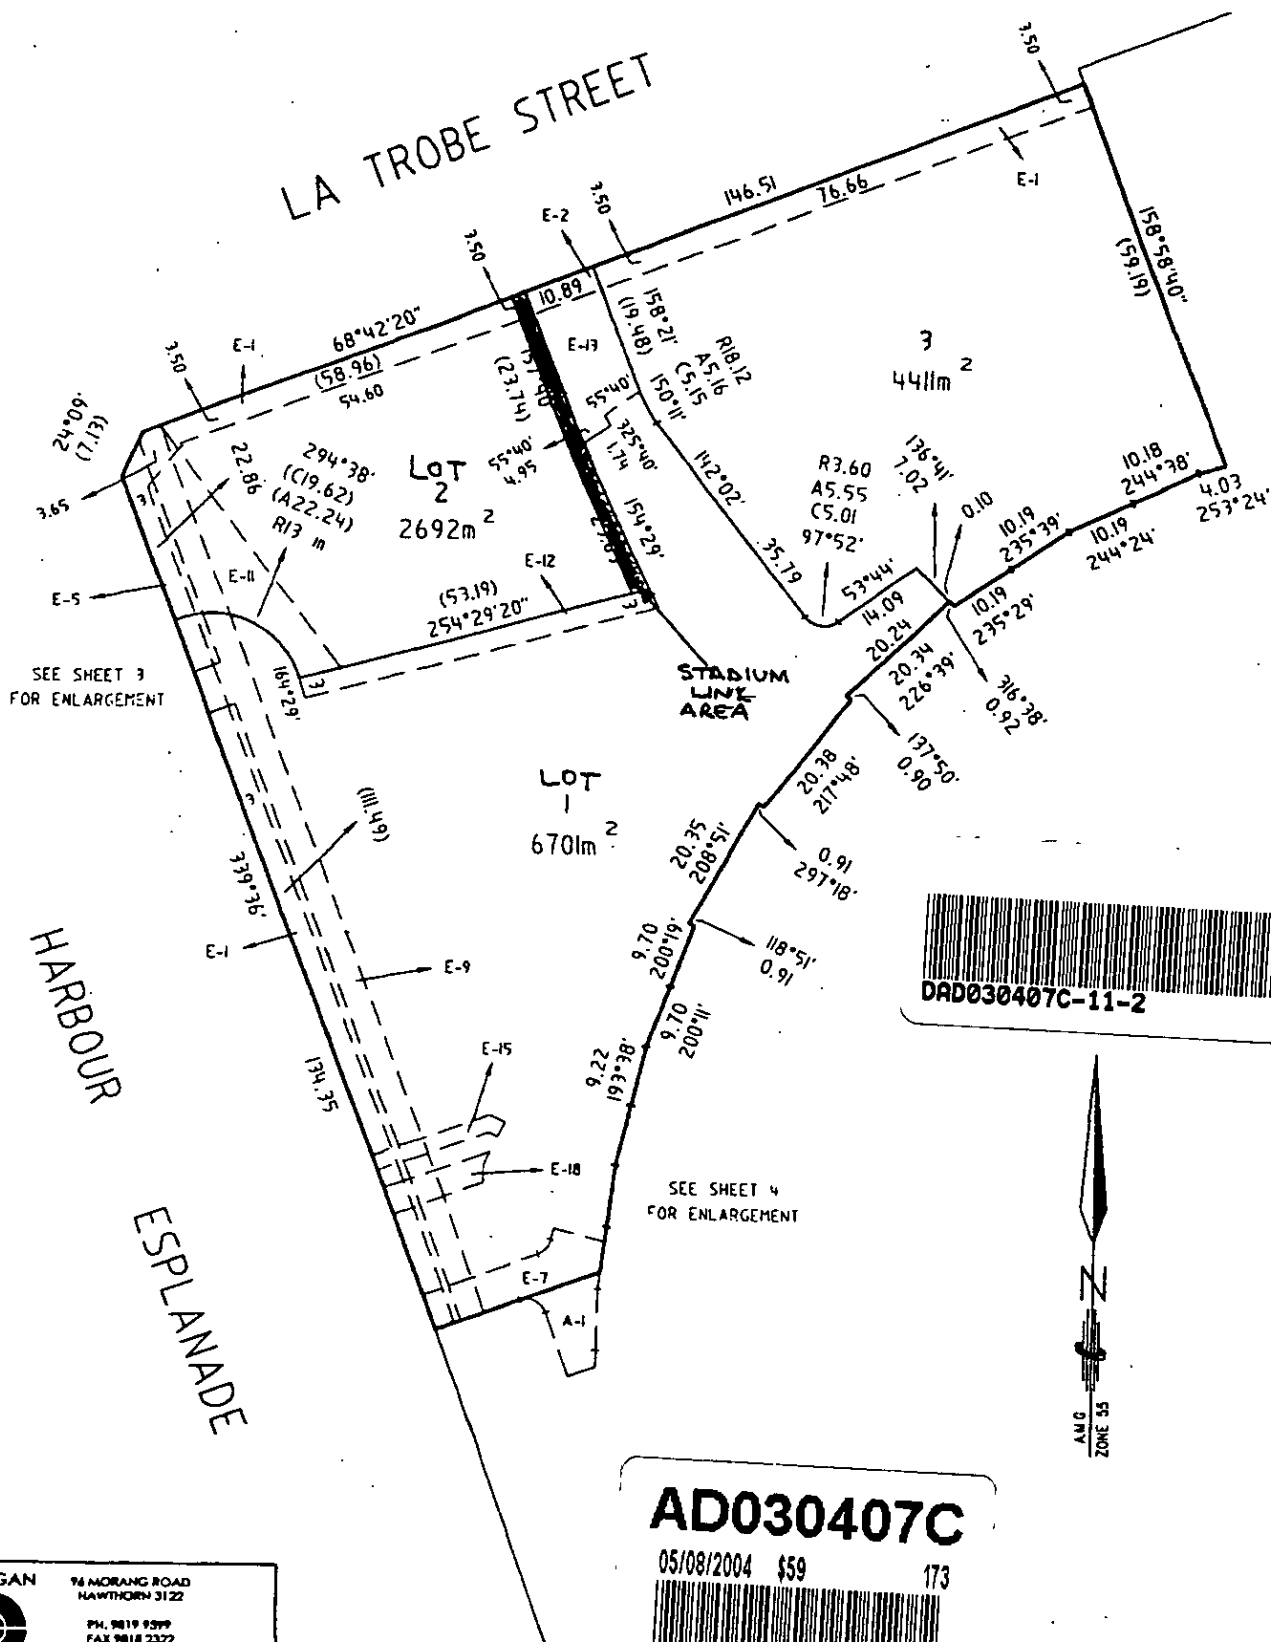 LA TROBE STREET
3.50
146.51
76.66
E-1
3.50
E-2
3.50
10.89
158°58'40"
(59.19)
68°42'20"
(58.96)
54.60
E-1
3.50
24°09'
(7.13)
3.65
22.86
294°38'
(C19.62)
(A22.24)
R13 m
LOT
2
2692m²
(23.74)
E-13
55°40'
4.95
55°40'
325°40'
1.74
154°29'
158°21'
(19.48)
R18.12
A5.16
C5.15
150°11'
142°02'
35.79
3
4411m²
R3.60
A5.55
C5.01
97°52'
136°41'
7.02
0.10
53°44'
14.09
10.18
244°38'
4.03
253°24'
10.19
244°24'
10.19
235°39'
10.19
235°29'
20.24
20.34
226°39'
316°38'
0.92
137°50'
0.90
E-5
E-11
E-12
(53.19)
254°29'20"
3
3
3
164°29'
SEE SHEET 3
FOR ENLARGEMENT
STADIUM
LINK
AREA
LOT
1
6701m²
20.38
217°48'
0.91
297°18'
20.35
208°51'
118°51'
0.91
9.70
200°19'
9.70
200°11'
9.22
193°38'
(111.49)
3
339°36'
E-1
E-9
134.35
E-15
E-18
E-7
A-1
SEE SHEET 4
FOR ENLARGEMENT
HARBOUR
ESPLANADE
DAD030407C-11-2
N
AMG
ZONE 55
AD030407C
05/08/2004 $59 173
GAN
96 MORANG ROAD
HAWTHORN 3122
PH. 9819 9599
FAX 9818 2322